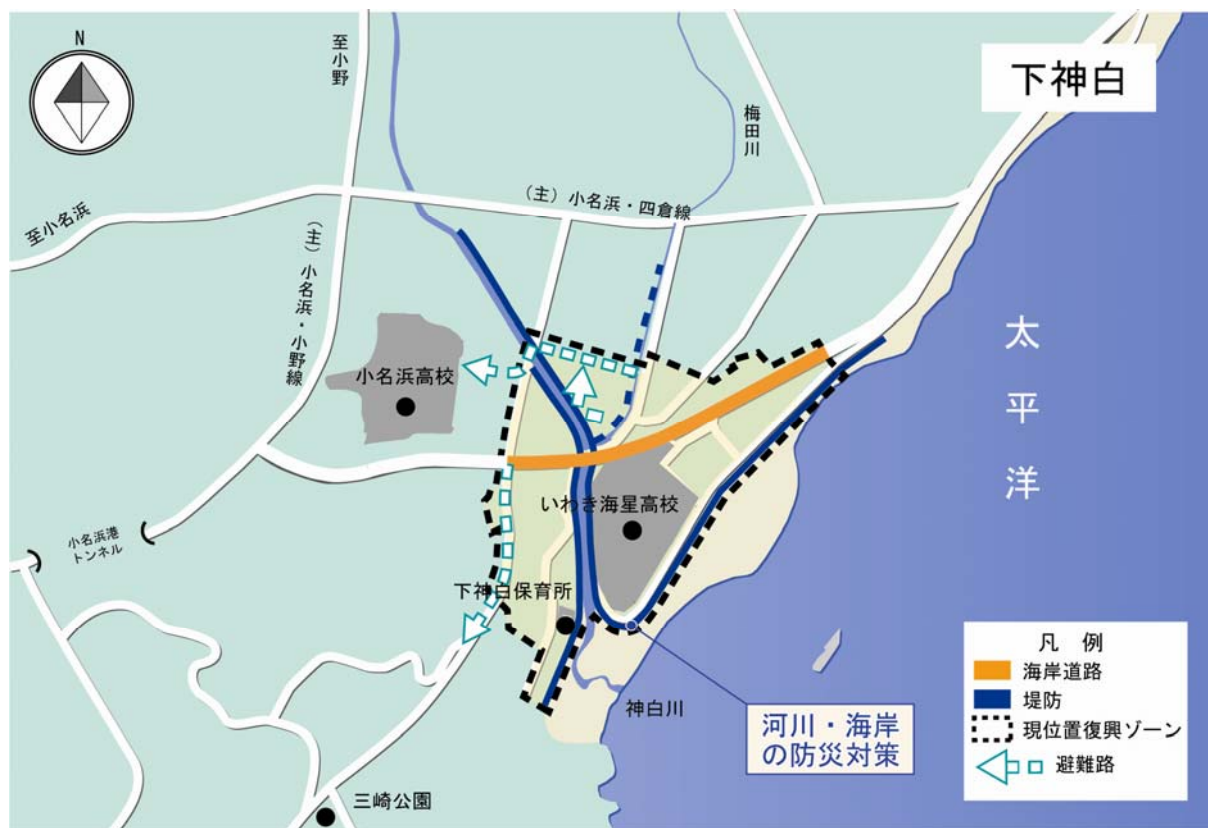 N
下神白
至小野
梅田川
(主)小名浜・四倉線
至小名浜
(主)小名浜・小野線
太平洋
小名浜高校
いわき海星高校
小名浜港
トンネル
下神白保育所
神白川
河川・海岸
の防災対策
三崎公園
凡 例
海岸道路
堤防
現位置復興ゾーン
避難路